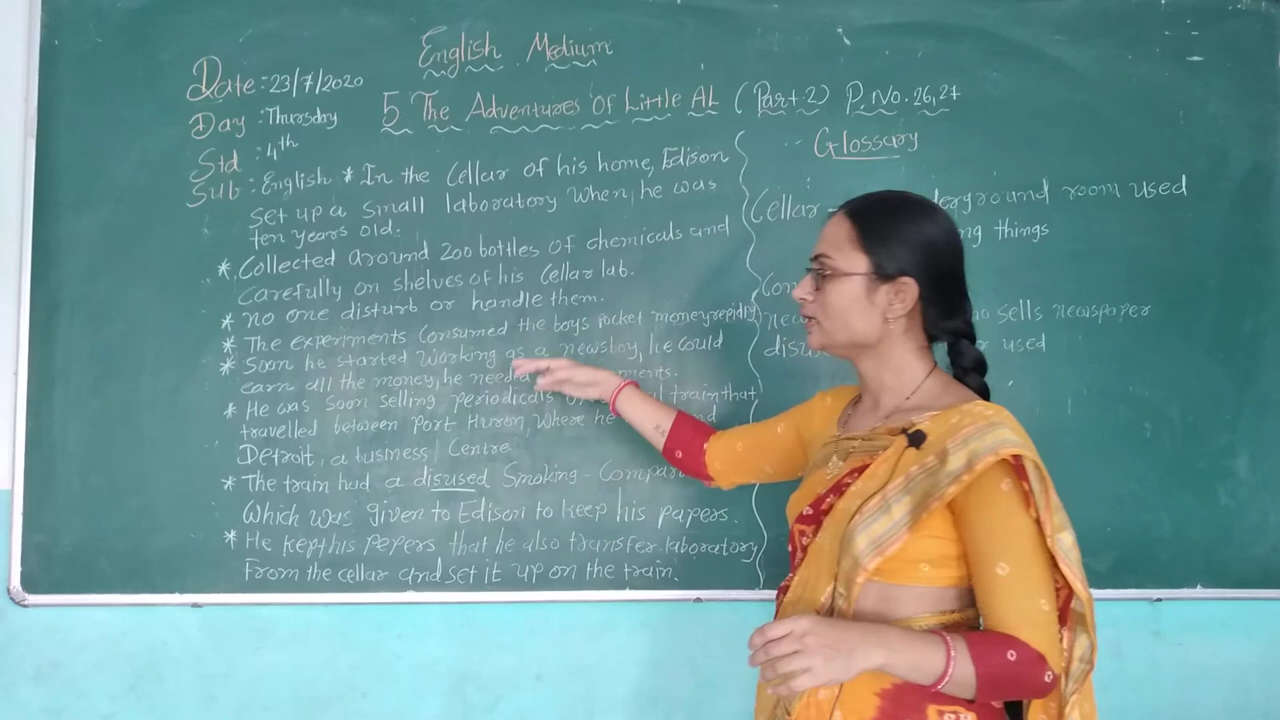 English Medium
Date : 23/7/2020
5. The Adventures Of Little AL (Part. 2) P. No. 26, 27
Day : Thursday
Std : 4th
Sub : English
Glossary
* In the Cellar of his home, Edison
set up a small laboratory when, he was
ten years old.
* Collected around 200 bottles of chemicals and
carefully on shelves of his Cellar lab.
* no one disturb or handle them.
* The experiments Consumed the boys pocket money repidly
* Soon he started working as a newsboy, he could
earn all the money, he needed
* He was soon selling periodicals train that
travelled between Port Huron, where he
Detroit, a business Centre
* The train had a disused Smoking-
Which was given to Edison to keep his papers.
* He kept his Pepers that he also transfer laboratory
From the cellar and set it up on the train.
Cellar - room used
things
sells newspaper
used